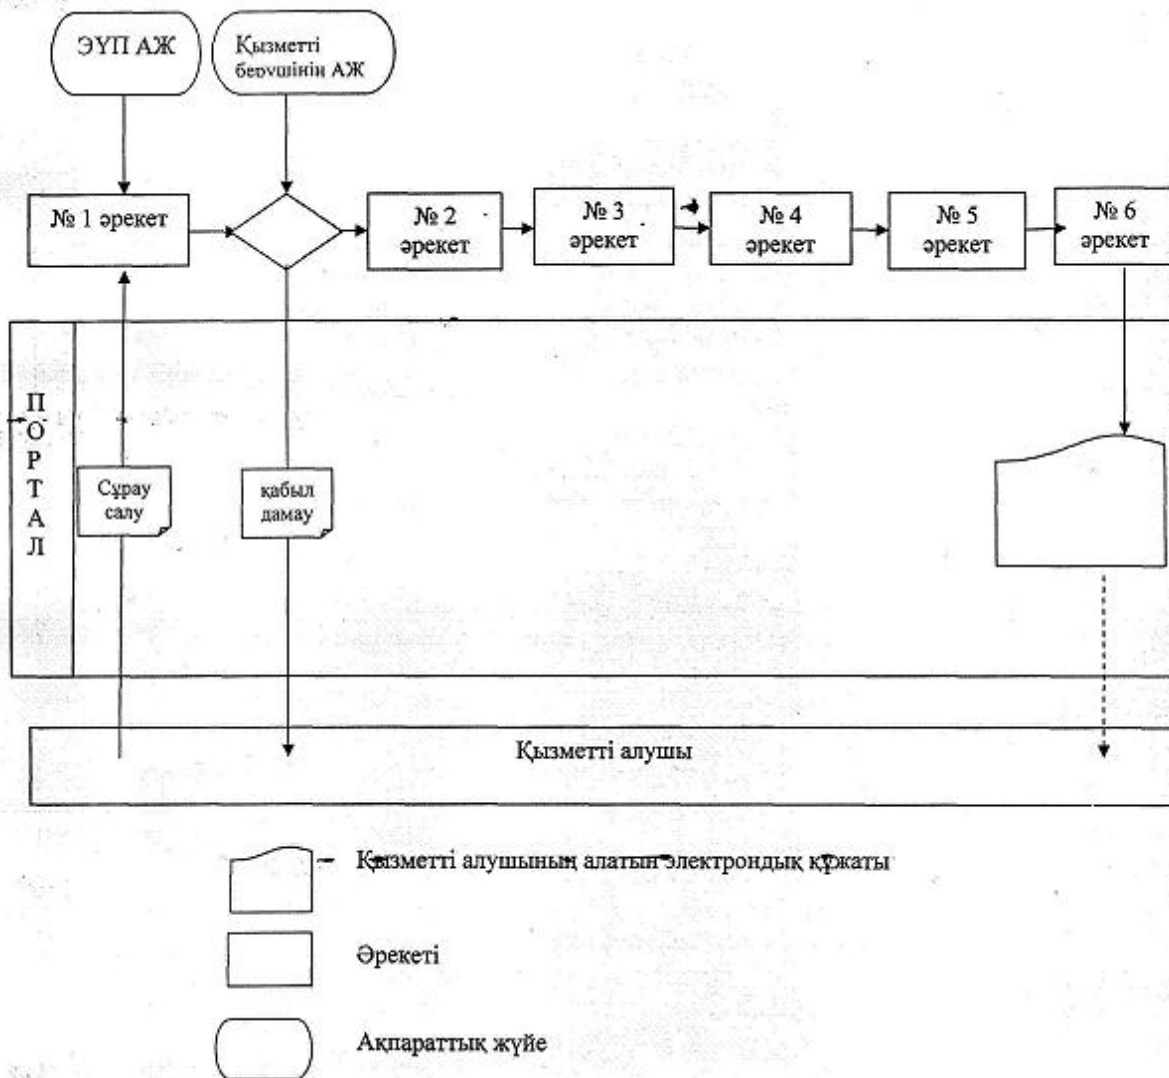 ЭҮП АЖ
Қызметті
берушінің АЖ
№ 1 әрекет
№ 2
әрекет
№ 3
әрекет
№ 4
әрекет
№ 5
әрекет
№ 6
әрекет
ПОРТАЛ
Сұрау
салу
қабыл
дамау
Қызметті алушы
Қызметті алушының алатын электрондық құжаты
Әрекеті
Ақпараттық жүйе